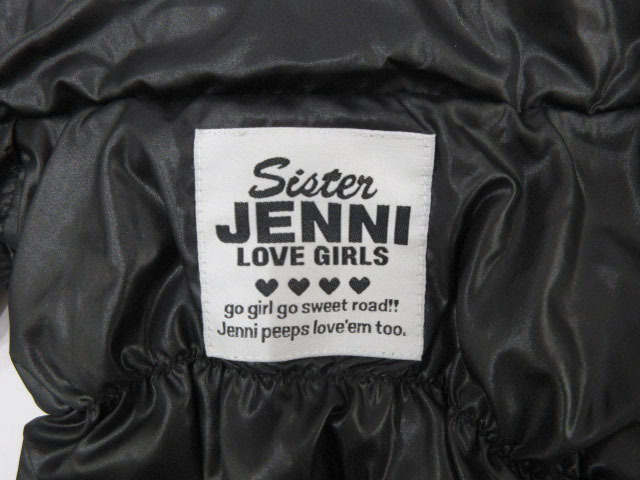 Sister
JENNI
LOVE GIRLS
♥ ♥ ♥ ♥
go girl go sweet road!!
Jenni peeps love'em too.